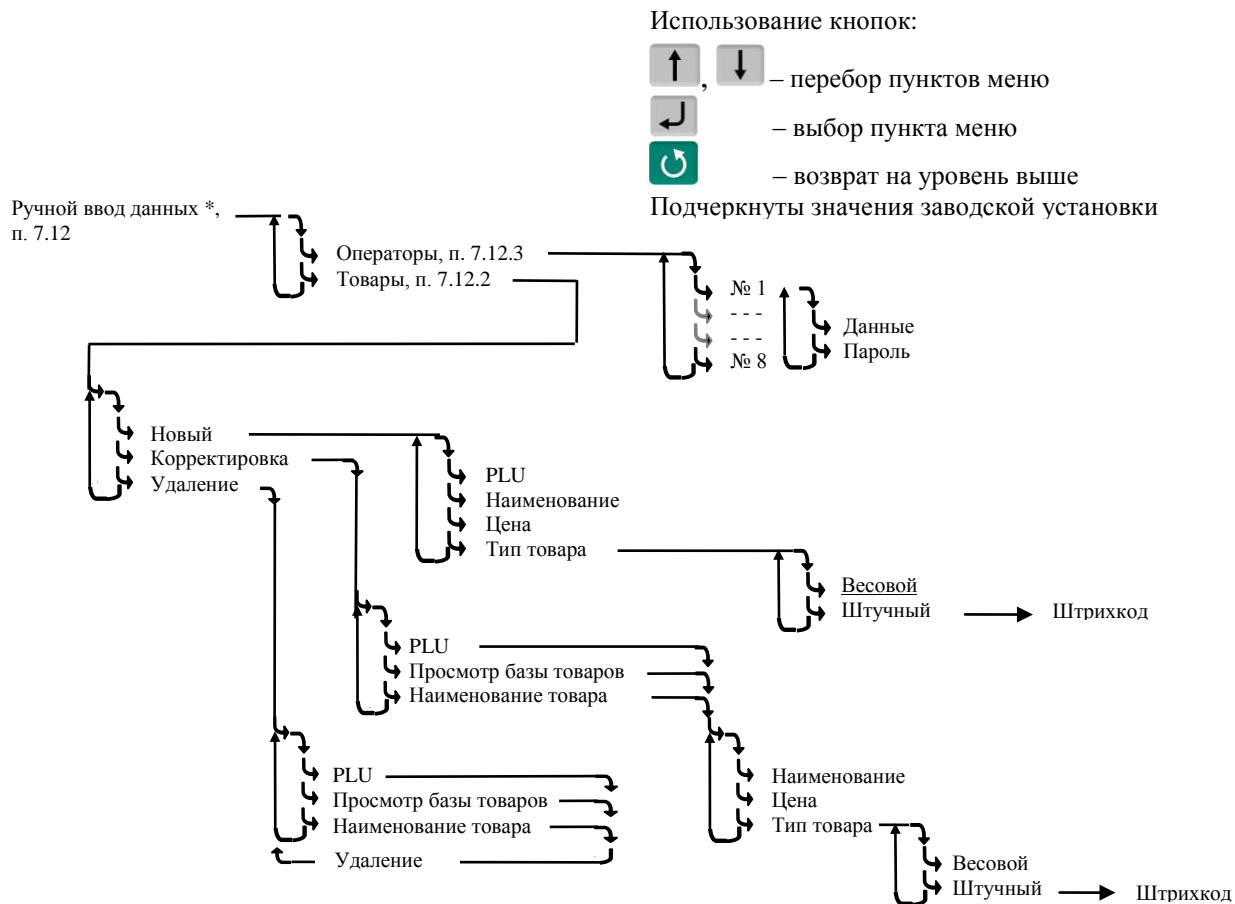 Использование кнопок:
, – перебор пунктов меню
– выбор пункта меню
– возврат на уровень выше
Подчеркнуты значения заводской установки
Ручной ввод данных *,
п. 7.12
Операторы, п. 7.12.3
Товары, п. 7.12.2
№ 1
- - -
- - -
№ 8
Данные
Пароль
Новый
Корректировка
Удаление
PLU
Наименование
Цена
Тип товара
Весовой
Штучный
Штрихкод
PLU
Просмотр базы товаров
Наименование товара
PLU
Просмотр базы товаров
Наименование товара
Удаление
Наименование
Цена
Тип товара
Весовой
Штучный
Штрихкод